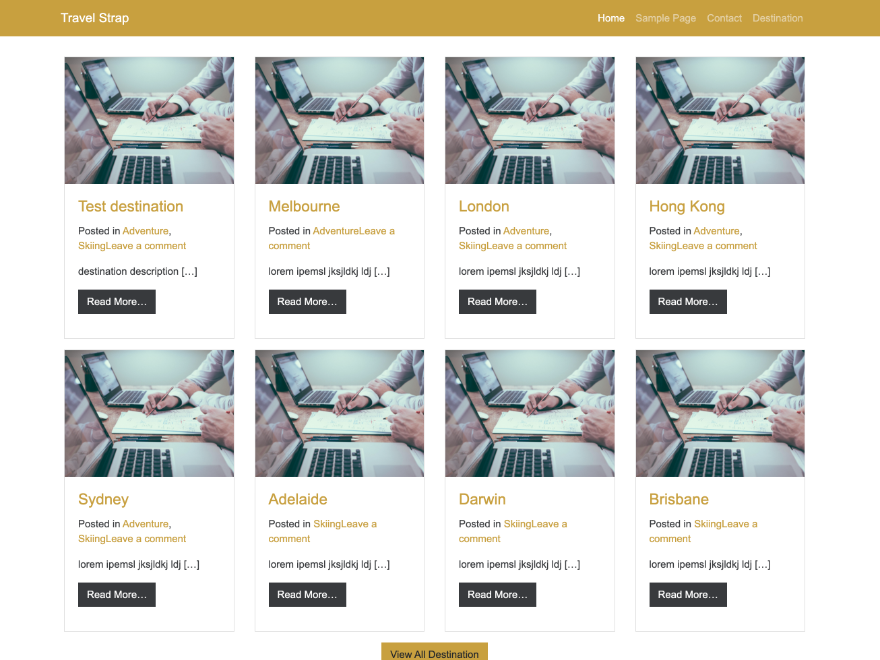 Travel Strap
Home Sample Page Contact Destination
Test destination
Posted in Adventure,
SkiingLeave a comment
destination description […]
Read More…
Melbourne
Posted in AdventureLeave a
comment
lorem ipemsl jksjldkj ldj […]
Read More…
London
Posted in Adventure,
SkiingLeave a comment
lorem ipemsl jksjldkj ldj […]
Read More…
Hong Kong
Posted in Adventure,
SkiingLeave a comment
lorem ipemsl jksjldkj ldj […]
Read More…
Sydney
Posted in Adventure,
SkiingLeave a comment
lorem ipemsl jksjldkj ldj […]
Read More…
Adelaide
Posted in SkiingLeave a
comment
lorem ipemsl jksjldkj ldj […]
Read More…
Darwin
Posted in SkiingLeave a
comment
lorem ipemsl jksjldkj ldj […]
Read More…
Brisbane
Posted in SkiingLeave a
comment
lorem ipemsl jksjldkj ldj […]
Read More…
View All Destination